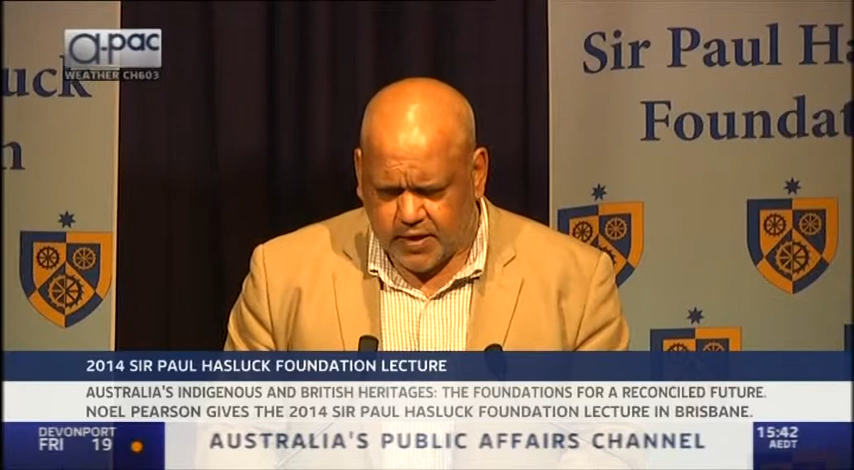 a-pac
WEATHER CH603
uck
n
Sir Paul Ha
Foundat
2014 SIR PAUL HASLUCK FOUNDATION LECTURE
AUSTRALIA'S INDIGENOUS AND BRITISH HERITAGES: THE FOUNDATIONS FOR A RECONCILED FUTURE.
NOEL PEARSON GIVES THE 2014 SIR PAUL HASLUCK FOUNDATION LECTURE IN BRISBANE.
DEVONPORT
FRI 19
AUSTRALIA'S PUBLIC AFFAIRS CHANNEL
15:42
AEDT